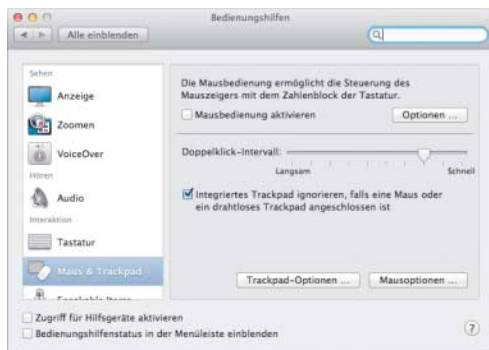 Bedienungshilfen
Alle einblenden
Sehen
Anzeige
Zoomen
VoiceOver
Hören
Audio
Interaktion
Tastatur
Maus & Trackpad
Speakable Items
Die Mausbedienung ermöglicht die Steuerung des
Mauszeigers mit dem Zahlenblock der Tastatur.
Mausbedienung aktivieren
Optionen ...
Doppelklick-Intervall:
Langsam Schnell
Integriertes Trackpad ignorieren, falls eine Maus oder
ein drahtloses Trackpad angeschlossen ist
Trackpad-Optionen ... Mausoptionen ...
Zugriff für Hilfsgeräte aktivieren
Bedienungshilfenstatus in der Menüleiste einblenden
?